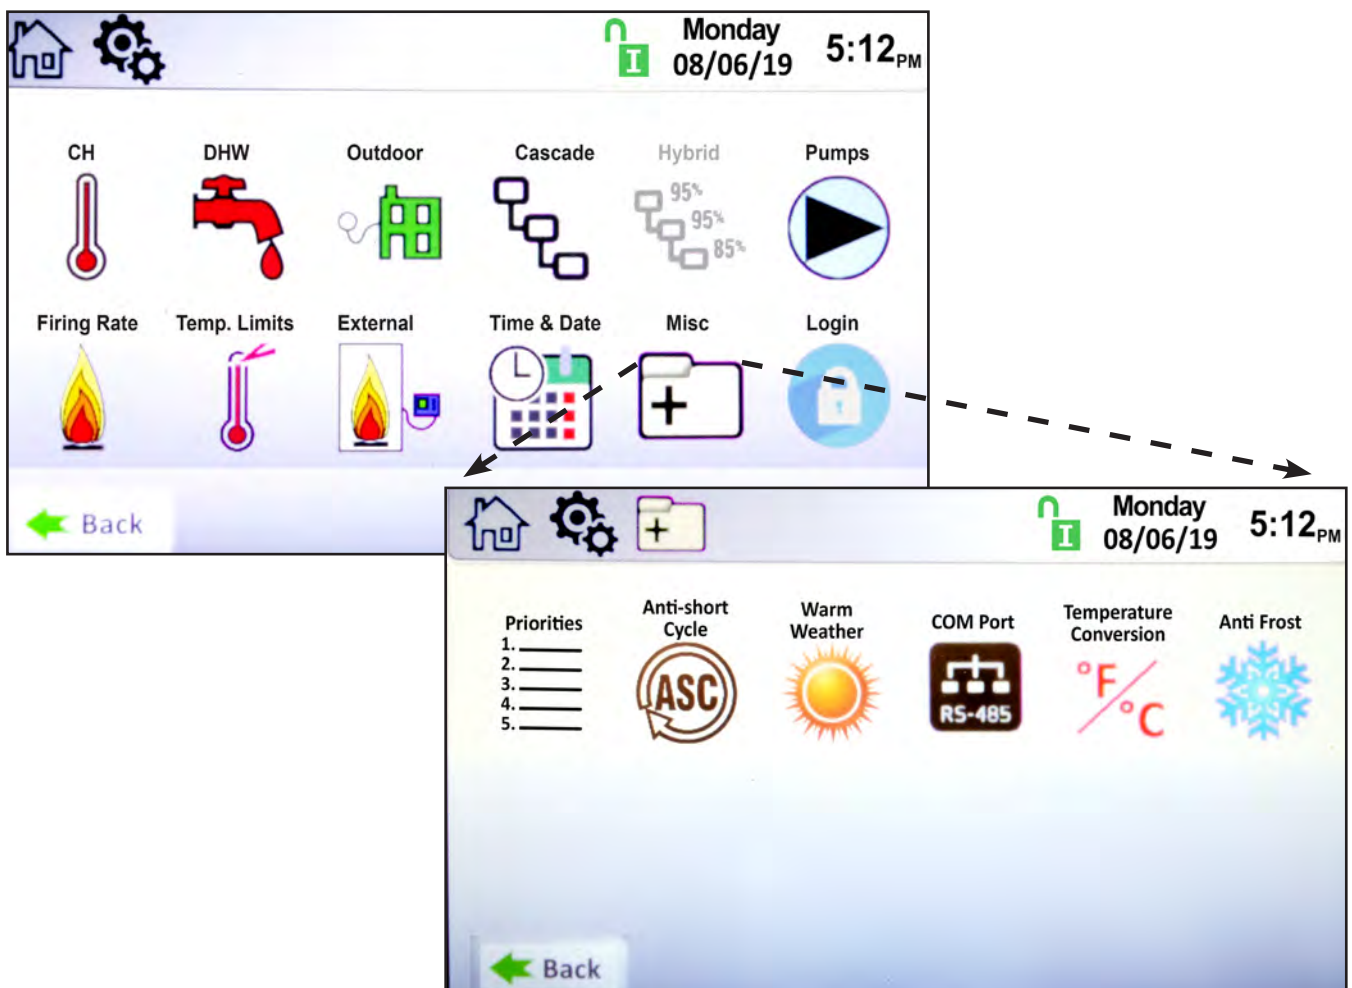 Monday
08/06/19
5:12PM
CH
DHW
Outdoor
Cascade
Hybrid
Pumps
95%
95%
85%
Firing Rate
Temp. Limits
External
Time & Date
Misc
Login
Back
I
Monday
08/06/19
5:12PM
I
Priorities
1.
2.
3.
4.
5.
Anti-short
Cycle
ASC
Warm
Weather
COM Port
RS-485
Temperature
Conversion
°F/°C
Anti Frost
Back